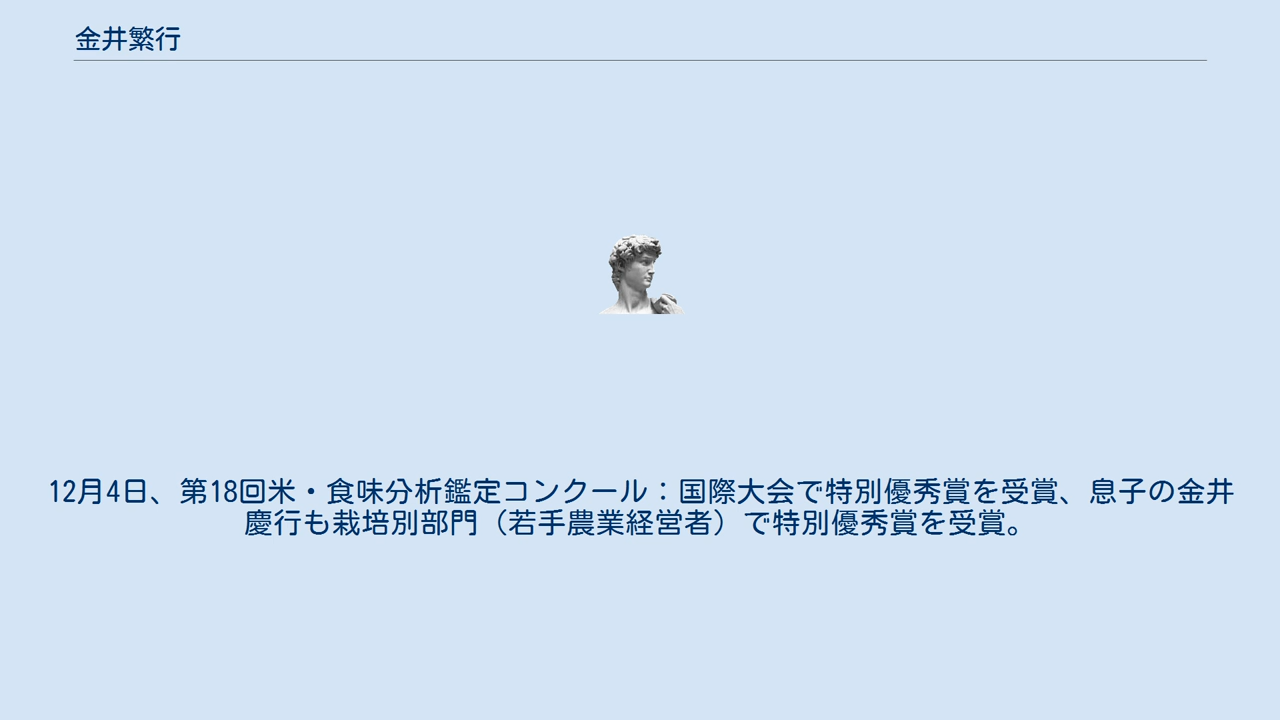 金井繁行
12月4日、第18回米・食味分析鑑定コンクール：国際大会で特別優秀賞を受賞、息子の金井
慶行も栽培別部門（若手農業経営者）で特別優秀賞を受賞。